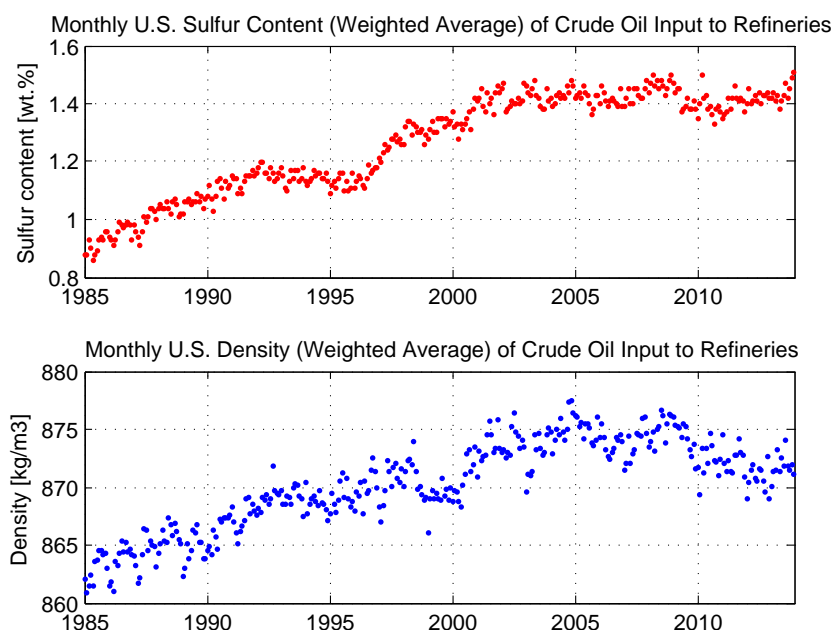 Monthly U.S. Sulfur Content (Weighted Average) of Crude Oil Input to Refineries
Sulfur content [wt.%]
1.6
1.4
1.2
1
0.8
1985 1990 1995 2000 2005 2010
Monthly U.S. Density (Weighted Average) of Crude Oil Input to Refineries
Density [kg/m3]
880
875
870
865
860
1985 1990 1995 2000 2005 2010